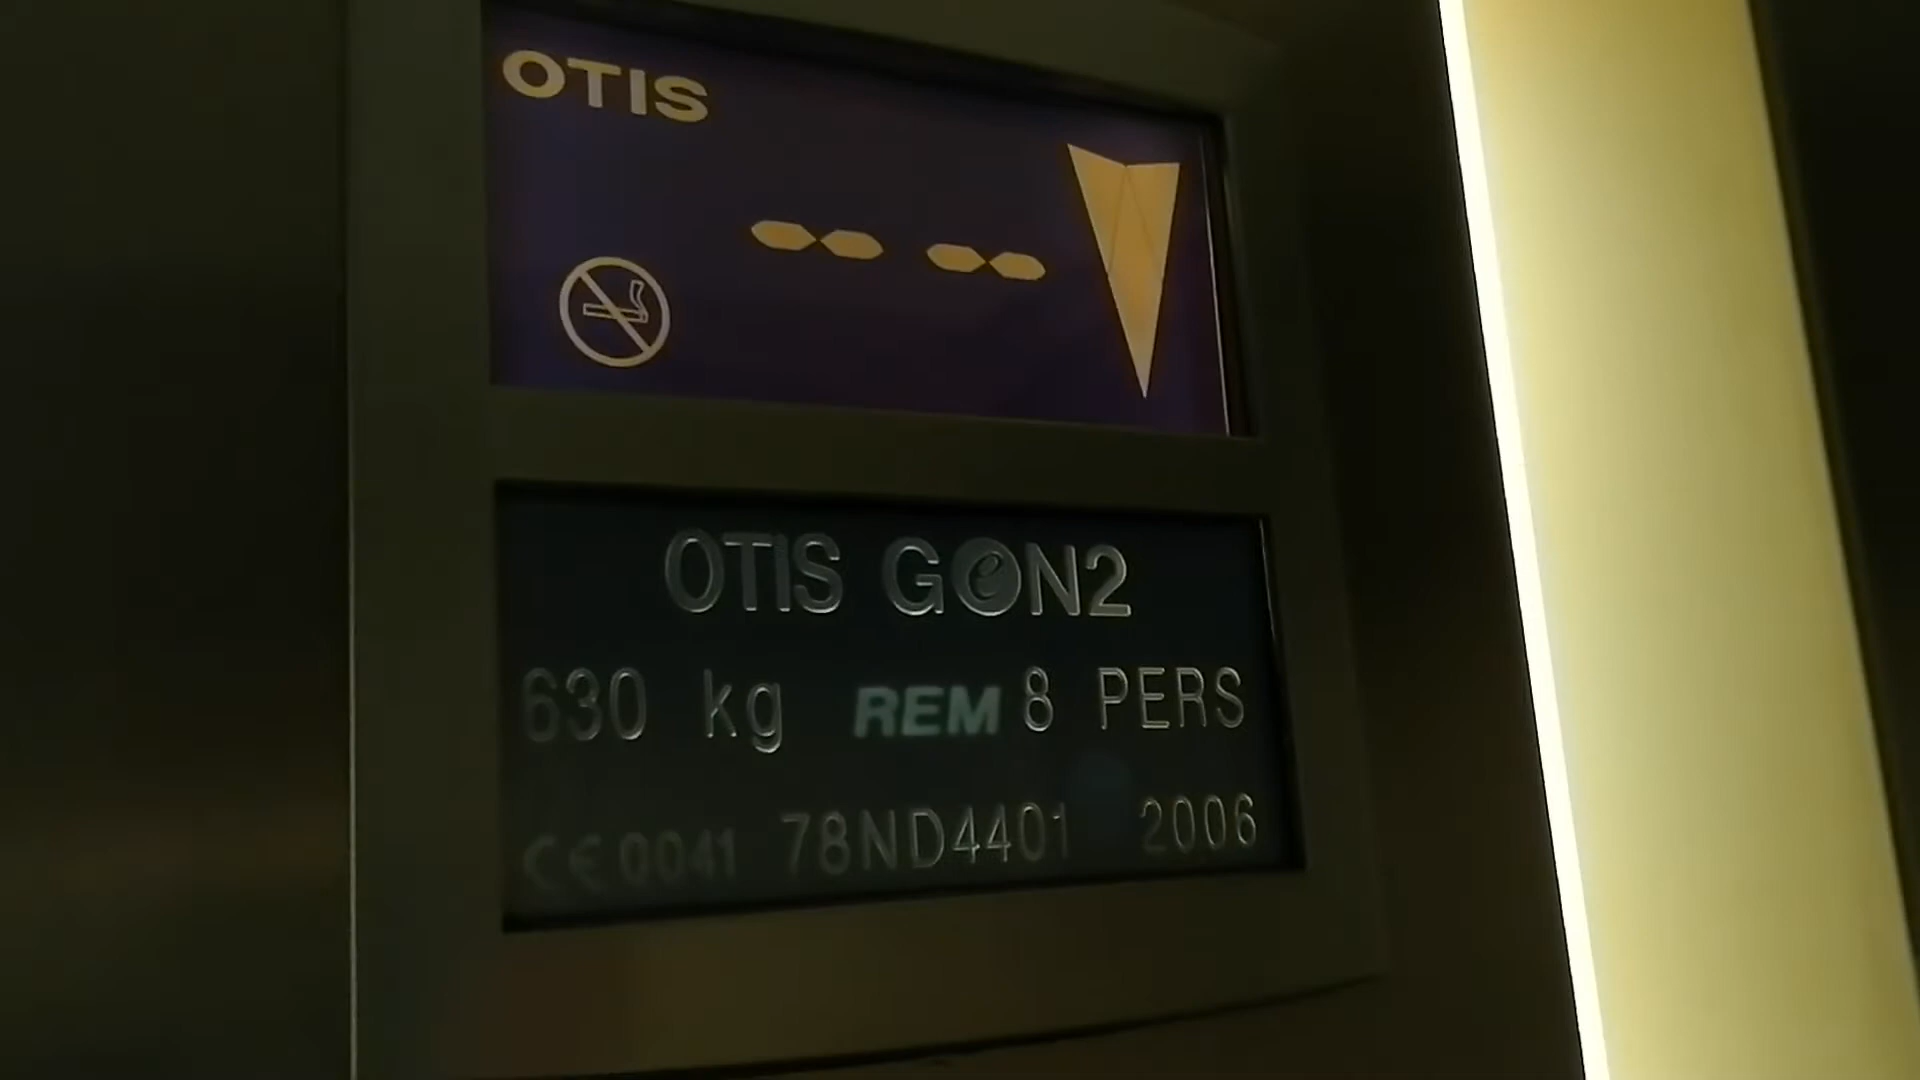 OTIS
-- 
OTIS GeN2
630 kg REM 8 PERS
CE 0041 78ND4401 2006